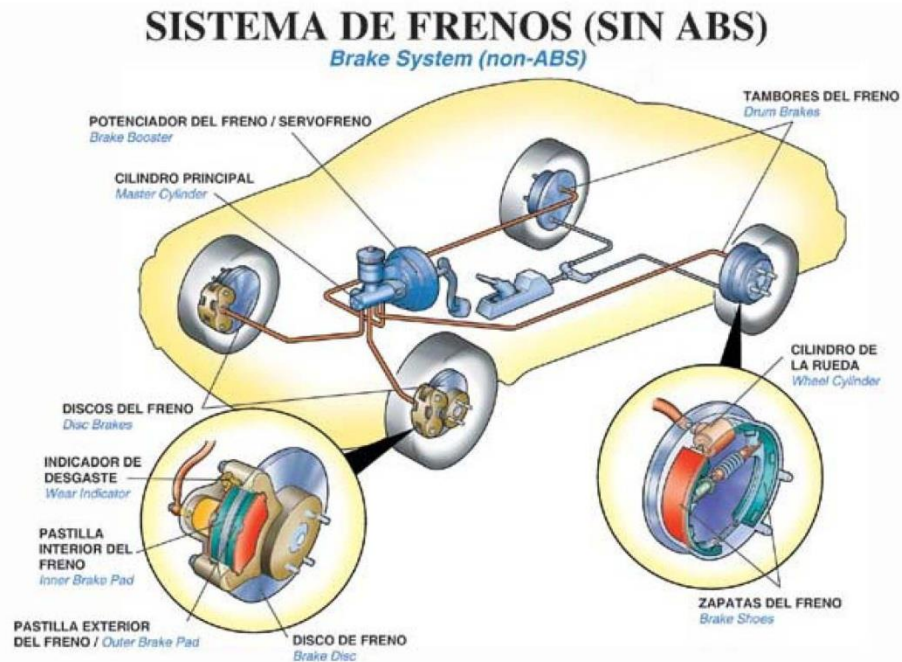 SISTEMA DE FRENOS (SIN ABS)
Brake System (non-ABS)
TAMBORES DEL FRENO
Drum Brakes
POTENCIADOR DEL FRENO / SERVOFRENO
Brake Booster
CILINDRO PRINCIPAL
Master Cylinder
CILINDRO DE
LA RUEDA
Wheel Cylinder
DISCOS DEL FRENO
Disc Brakes
INDICADOR DE
DESGASTE
Wear Indicator
PASTILLA
INTERIOR DEL
FRENO
Inner Brake Pad
PASTILLA EXTERIOR
DEL FRENO / Outer Brake Pad
DISCO DE FRENO
Brake Disc
ZAPATAS DEL FRENO
Brake Shoes